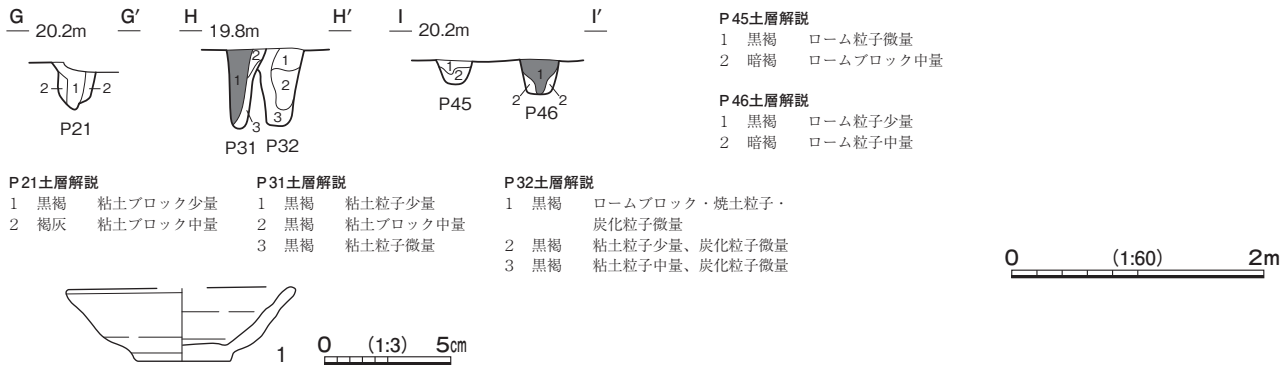 G G′ H H′ I I′
20.2m 19.8m 20.2m
2 1 2
P21
1 2 1 2 3 3
P31 P32
1 2
P45
1 2 2
P46
P45土層解説
1 黒褐 ローム粒子微量
2 暗褐 ロームブロック中量
P46土層解説
1 黒褐 ローム粒子少量
2 暗褐 ローム粒子中量
P21土層解説
1 黒褐 粘土ブロック少量
2 褐灰 粘土ブロック中量
P31土層解説
1 黒褐 粘土粒子少量
2 黒褐 粘土ブロック中量
3 黒褐 粘土粒子微量
P32土層解説
1 黒褐 ロームブロック・焼土粒子・
炭化粒子微量
2 黒褐 粘土粒子少量、炭化粒子微量
3 黒褐 粘土粒子中量、炭化粒子微量
0 (1:60) 2m
1
0 (1:3) 5cm